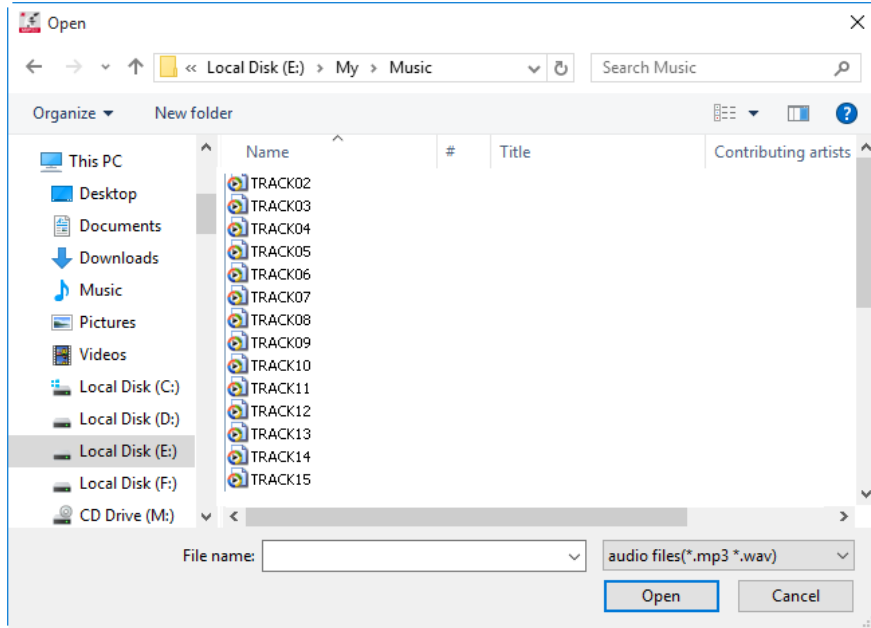 Open
« Local Disk (E:) > My > Music
Search Music
Organize
New folder
This PC
Desktop
Documents
Downloads
Music
Pictures
Videos
Local Disk (C:)
Local Disk (D:)
Local Disk (E:)
Local Disk (F:)
CD Drive (M:)
Name # Title Contributing artists
TRACK02
TRACK03
TRACK04
TRACK05
TRACK06
TRACK07
TRACK08
TRACK09
TRACK10
TRACK11
TRACK12
TRACK13
TRACK14
TRACK15
File name:
audio files(*.mp3 *.wav)
Open Cancel